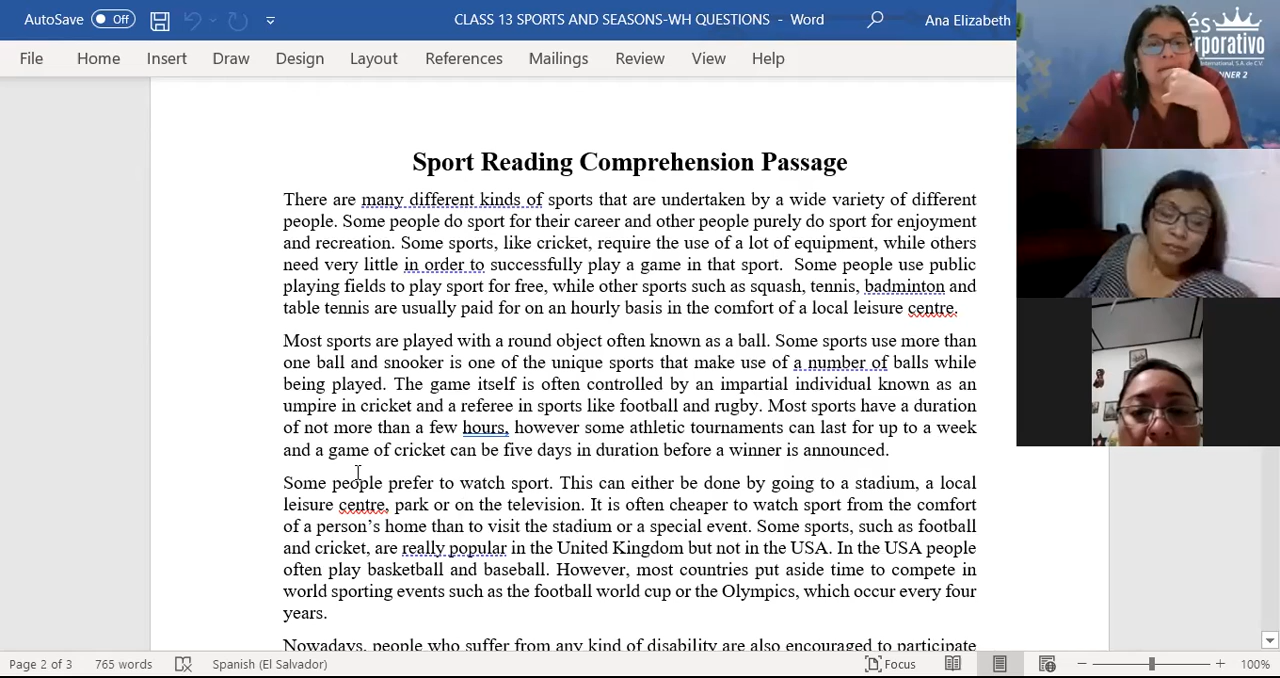 AutoSave Off CLASS 13 SPORTS AND SEASONS-WH QUESTIONS - Word Ana Elizabeth
File Home Insert Draw Design Layout References Mailings Review View Help
és
rporativo
International S.A. de C.V.
NNER 2
Sport Reading Comprehension Passage
There are many different kinds of sports that are undertaken by a wide variety of different
people. Some people do sport for their career and other people purely do sport for enjoyment
and recreation. Some sports, like cricket, require the use of a lot of equipment, while others
need very little in order to successfully play a game in that sport. Some people use public
playing fields to play sport for free, while other sports such as squash, tennis, badminton and
table tennis are usually paid for on an hourly basis in the comfort of a local leisure centre.
Most sports are played with a round object often known as a ball. Some sports use more than
one ball and snooker is one of the unique sports that make use of a number of balls while
being played. The game itself is often controlled by an impartial individual known as an
umpire in cricket and a referee in sports like football and rugby. Most sports have a duration
of not more than a few hours, however some athletic tournaments can last for up to a week
and a game of cricket can be five days in duration before a winner is announced.
Some people prefer to watch sport. This can either be done by going to a stadium, a local
leisure centre, park or on the television. It is often cheaper to watch sport from the comfort
of a person’s home than to visit the stadium or a special event. Some sports, such as football
and cricket, are really popular in the United Kingdom but not in the USA. In the USA people
often play basketball and baseball. However, most countries put aside time to compete in
world sporting events such as the football world cup or the Olympics, which occur every four
years.
Nowadays, people who suffer from any kind of disability are also encouraged to participate
Page 2 of 3 765 words Spanish (El Salvador) Focus 100%